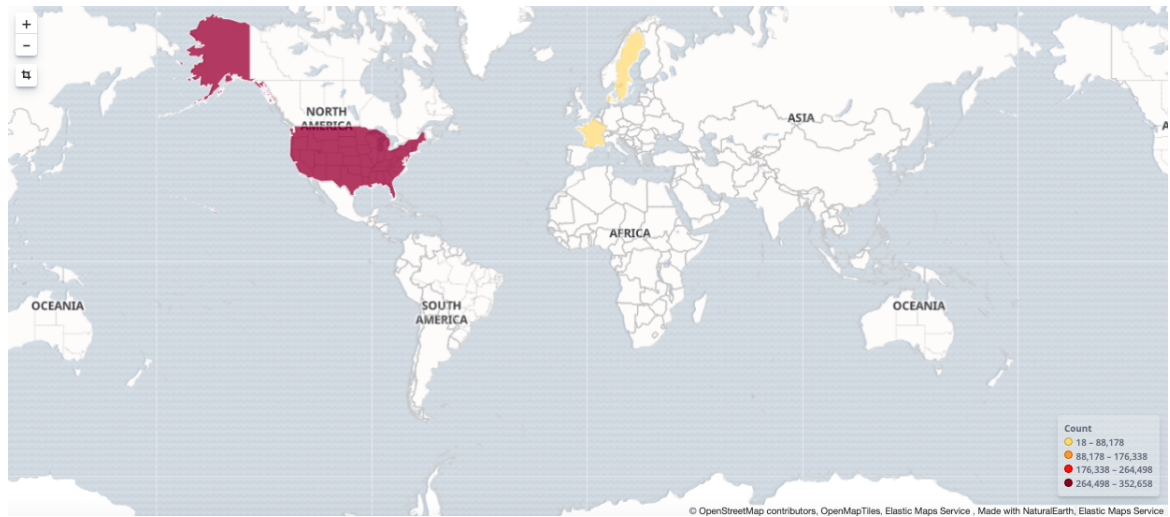 +
−
NORTH
AMERICA
ASIA
AFRICA
OCEANIA
SOUTH
AMERICA
OCEANIA
A
Count
18 – 88,178
88,178 – 176,338
176,338 – 264,498
264,498 – 352,658
© OpenStreetMap contributors, OpenMapTiles, Elastic Maps Service , Made with NaturalEarth, Elastic Maps Service